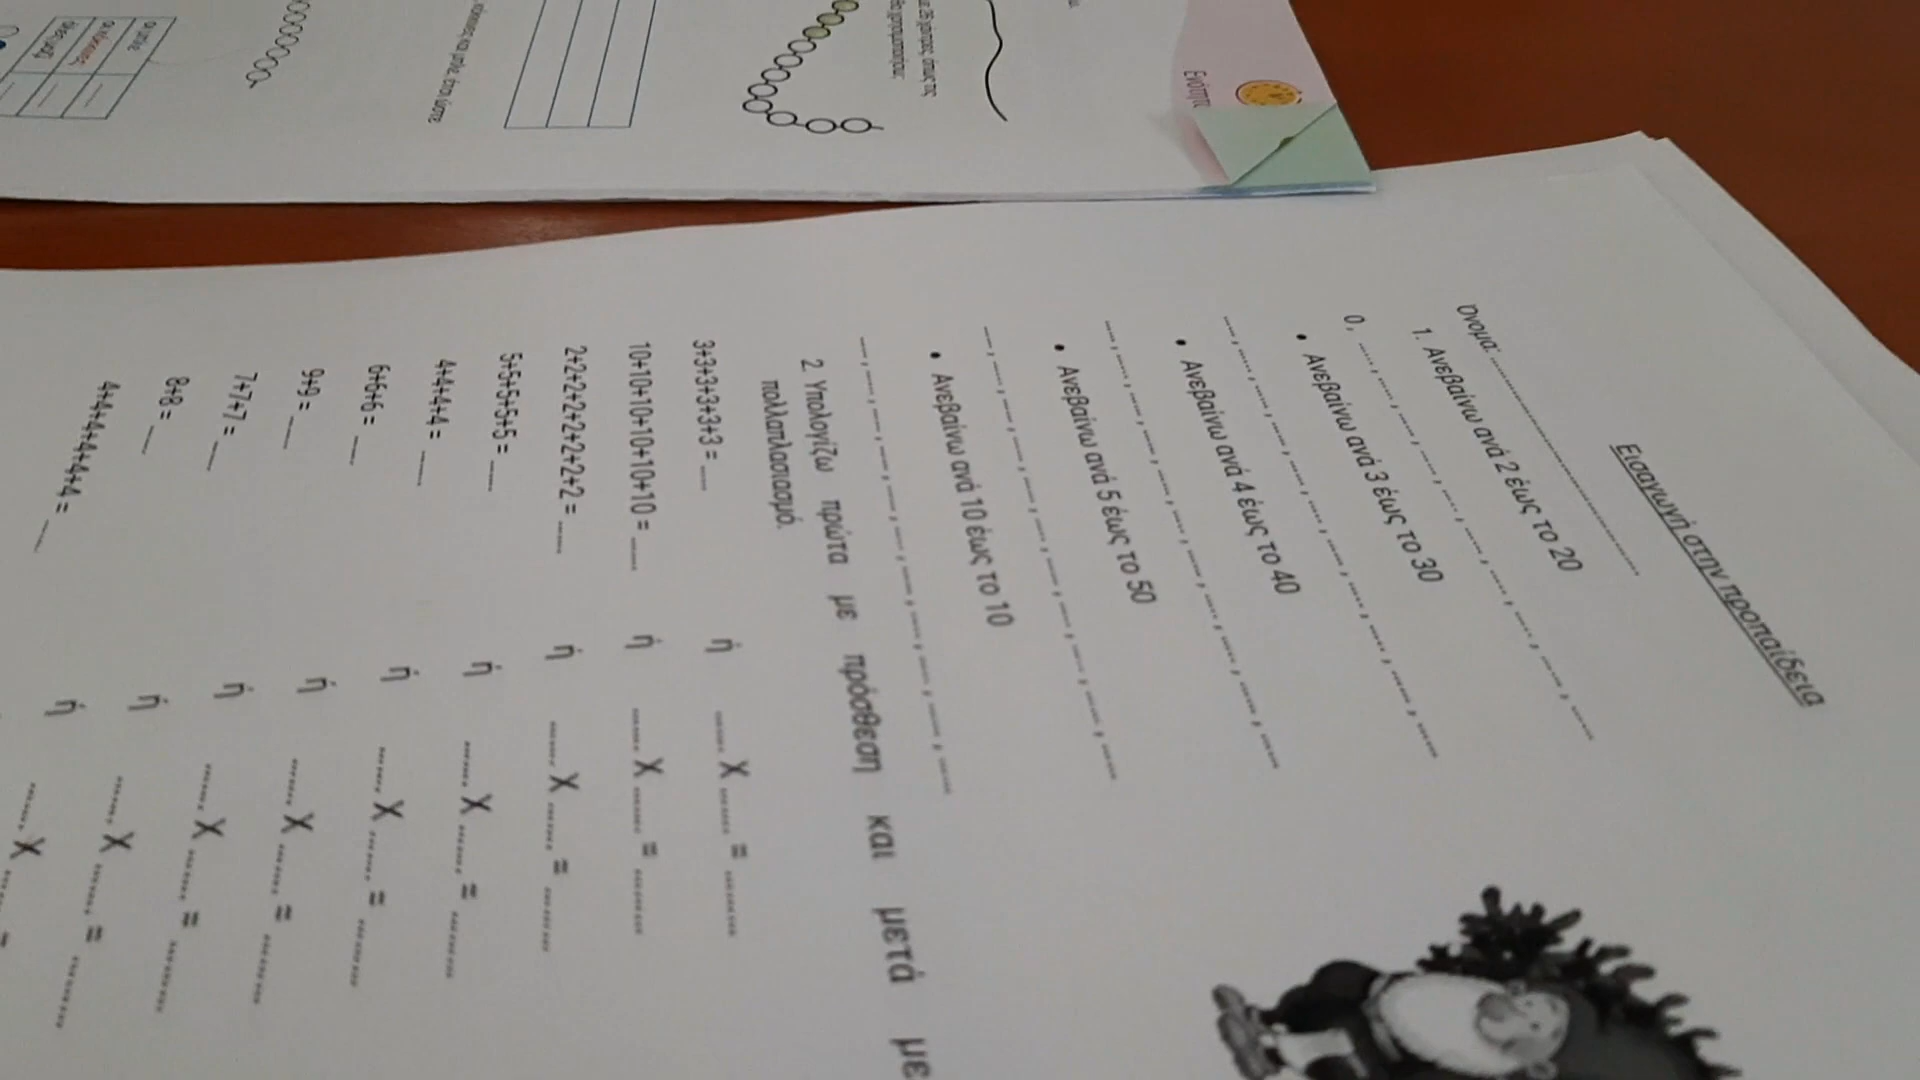 Εισαγωγή στην προπαίδεια
Όνομα:..............................
1. Ανεβαίνω ανά 2 έως το 20
0, ...., ...., ...., ...., ...., ...., ...., ...., ....
• Ανεβαίνω ανά 3 έως το 30
...., ...., ...., ...., ...., ...., ...., ...., ...., ....
• Ανεβαίνω ανά 4 έως το 40
...., ...., ...., ...., ...., ...., ...., ...., ...., ....
• Ανεβαίνω ανά 5 έως το 50
...., ...., ...., ...., ...., ...., ...., ...., ...., ....
• Ανεβαίνω ανά 10 έως το 10
...., ...., ...., ...., ...., ...., ...., ...., ...., ....
2. Υπολογίζω πρώτα με πρόσθεση και μετά με
πολλαπλασιασμό.
3+3+3+3+3+3 = ..... ή ...... Χ ...... = ........
10+10+10+10+10+10 = ..... ή ...... Χ ...... = ........
2+2+2+2+2+2+2+2 = ..... ή ...... Χ ...... = ........
5+5+5+5+5 = ..... ή ...... Χ ...... = ........
4+4+4+4 = ..... ή ...... Χ ...... = ........
6+6+6 = ..... ή ...... Χ ...... = ........
9+9 = ..... ή ...... Χ ...... = ........
7+7+7 = ..... ή ...... Χ ...... = ........
8+8 = ..... ή ...... Χ ...... = ........
4+4+4+4+4+4+4 = ..... ή ...... Χ ...... =
Ενότητα